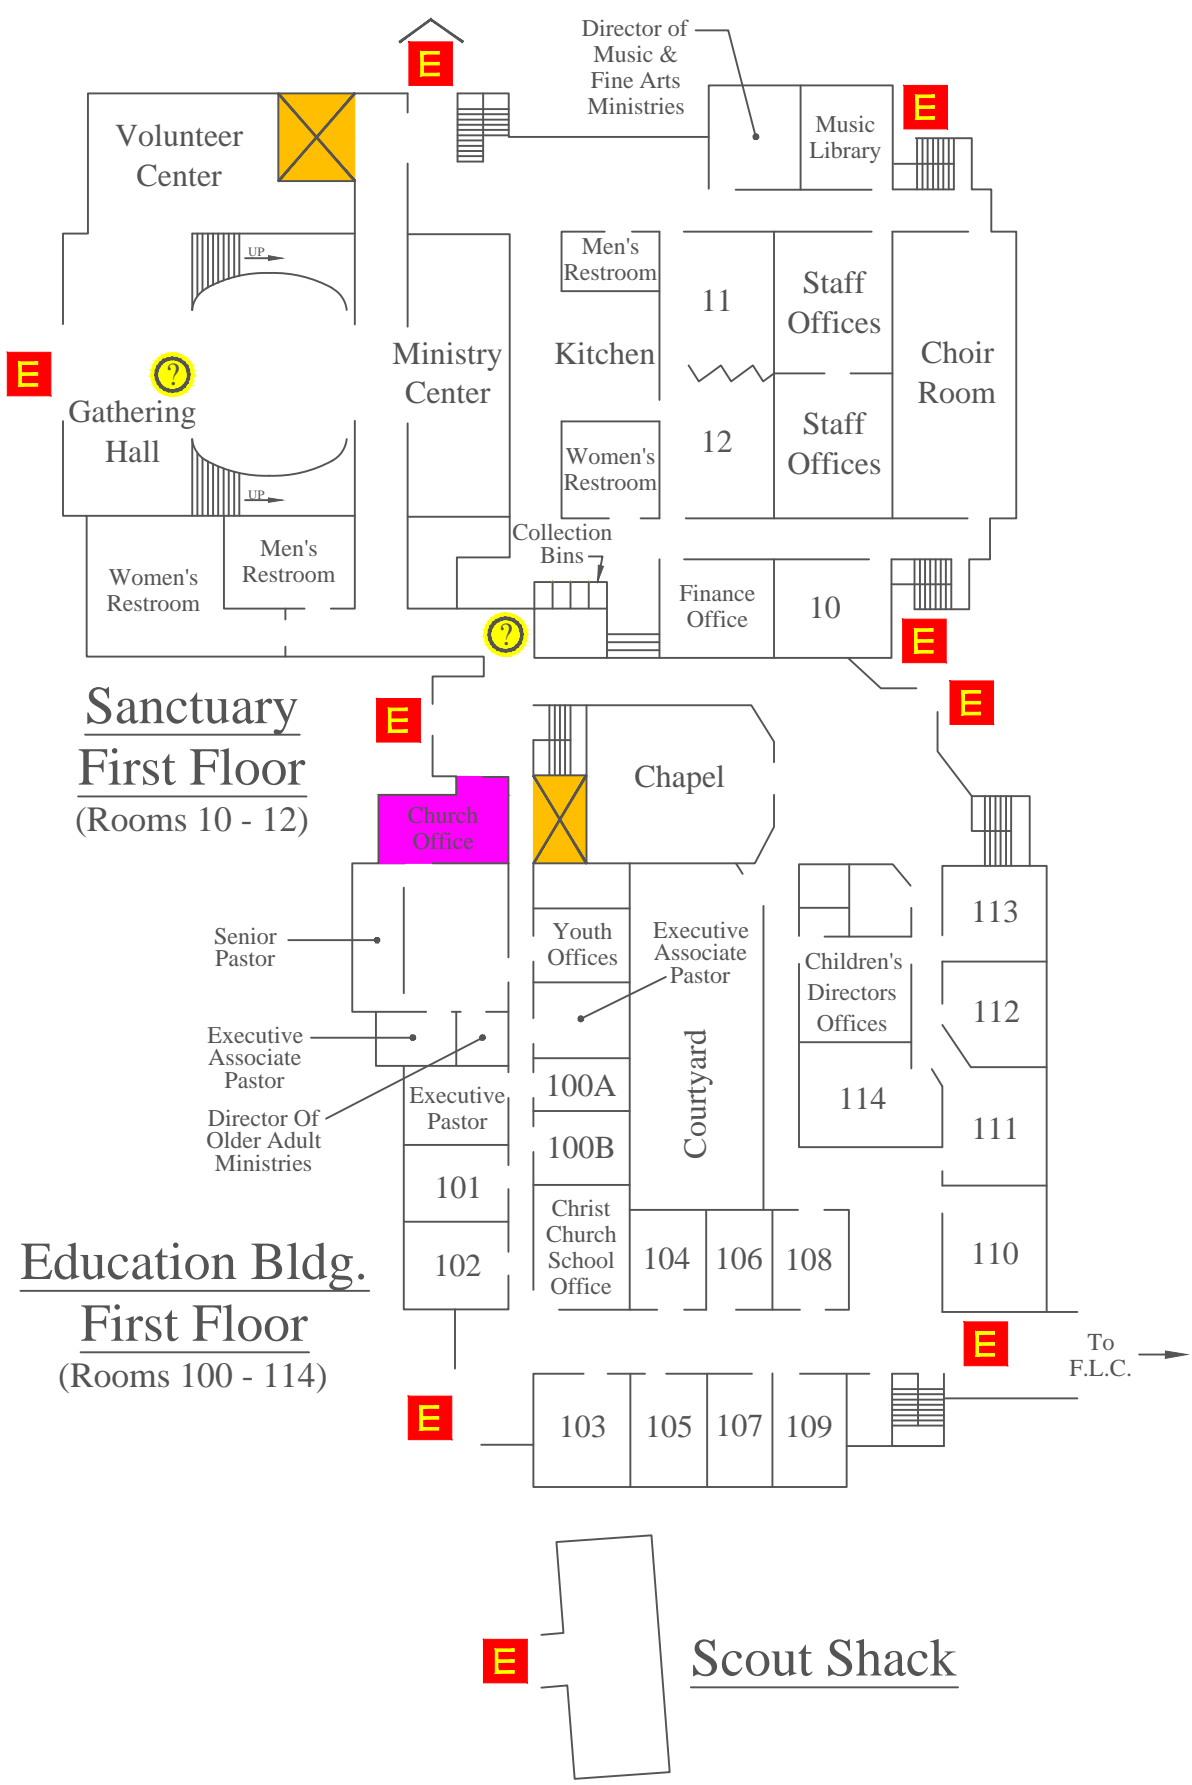 Director of
Music &
Fine Arts
Ministries
E
E
Volunteer
Center
Music
Library
UP
Men's
Restroom
11
Staff
Offices
E
?
Gathering
Hall
Ministry
Center
Kitchen
Choir
Room
12
Staff
Offices
Women's
Restroom
UP
Men's
Restroom
Women's
Restroom
Collection
Bins
Finance
Office
10
?
E
E
E
Sanctuary
First Floor
(Rooms 10 - 12)
Chapel
Church
Office
Senior
Pastor
Youth
Offices
Executive
Associate
Pastor
Children's
Directors
Offices
113
112
Executive
Associate
Pastor
Director Of
Older Adult
Ministries
Executive
Pastor
100A
100B
Courtyard
114
111
101
102
Christ
Church
School
Office
104
106
108
110
Education Bldg.
First Floor
(Rooms 100 - 114)
E
To
F.L.C.
E
103
105
107
109
E
Scout Shack